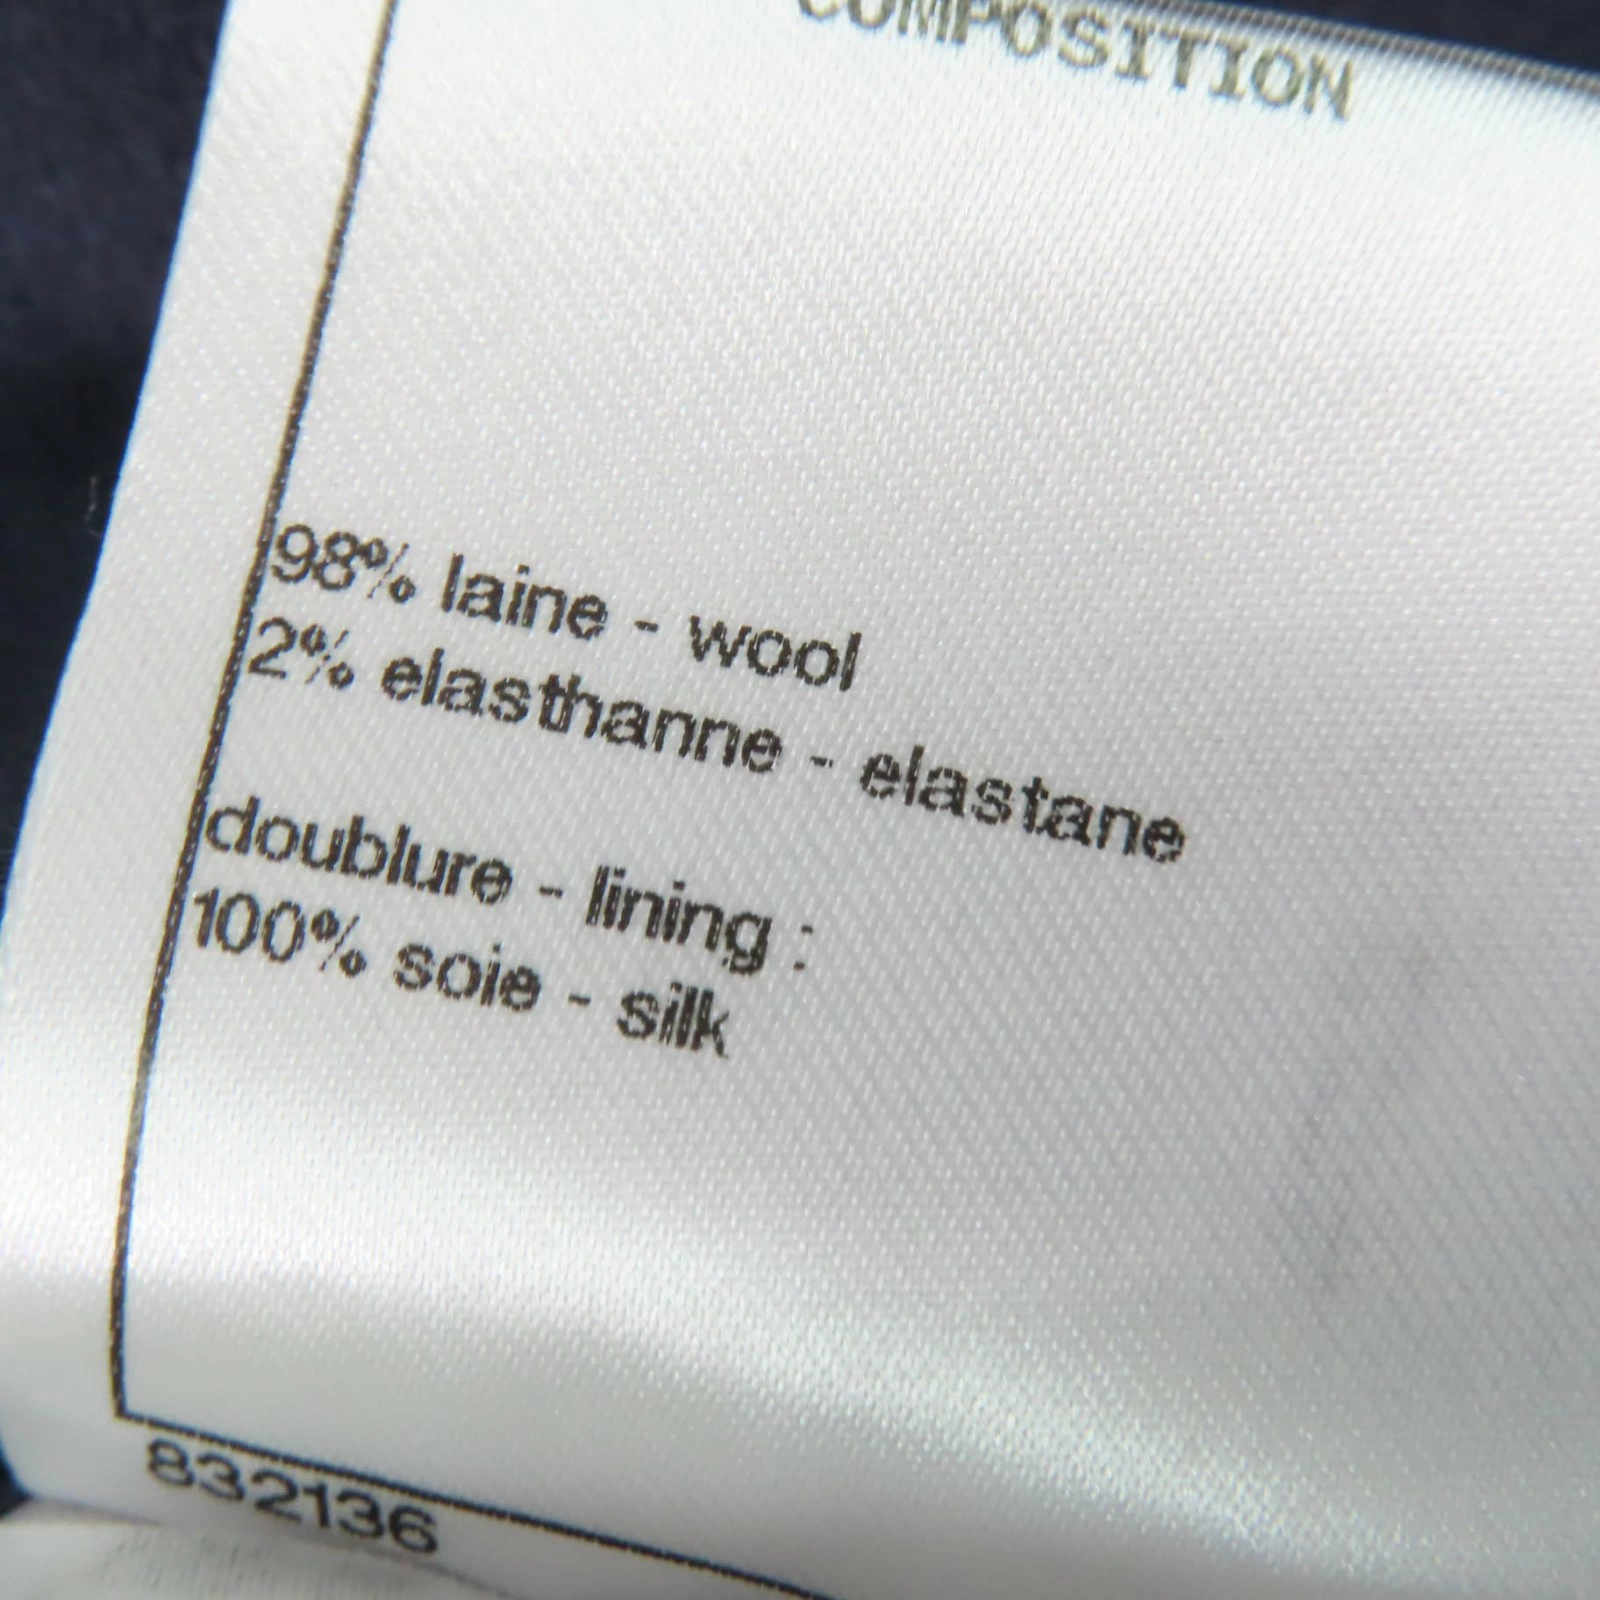 COMPOSITION
98% laine - wool
2% elasthanne - elastane
doublure - lining :
100% soie - silk
832136